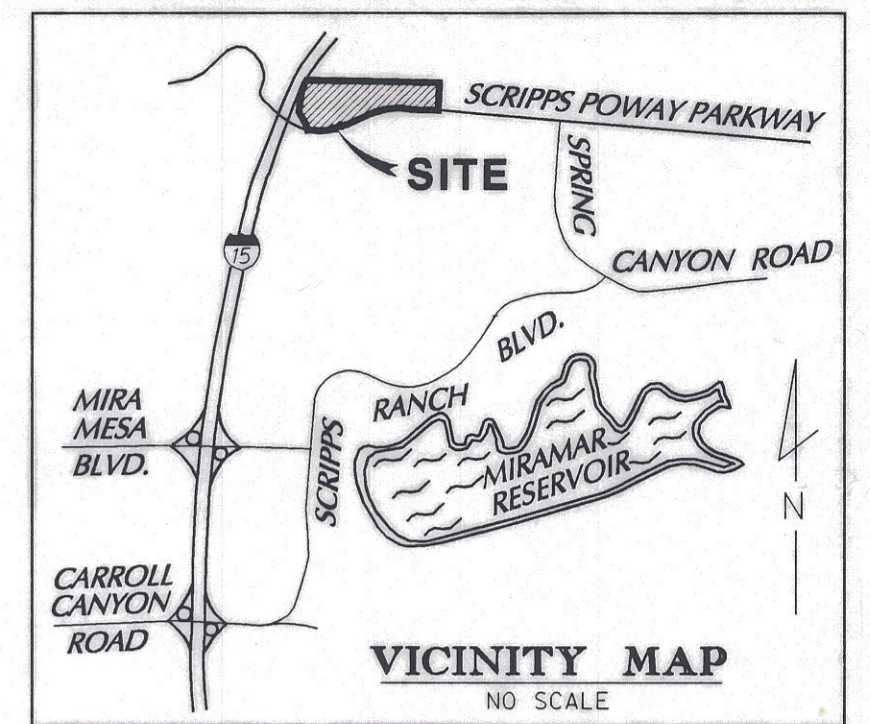 SCRIPPS POWAY PARKWAY
SITE
SPRING
CANYON ROAD
15
BLVD.
RANCH
SCRIPPS
MIRA
MESA
BLVD.
MIRAMAR
RESERVOIR
N
CARROLL
CANYON
ROAD
VICINITY MAP
NO SCALE